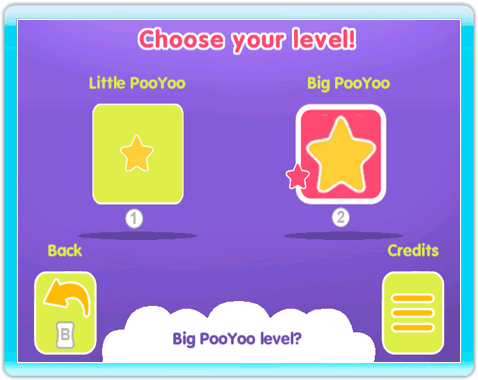 Choose your level!
Little PooYoo
Big PooYoo
1
2
Back
Credits
B
Big PooYoo level?